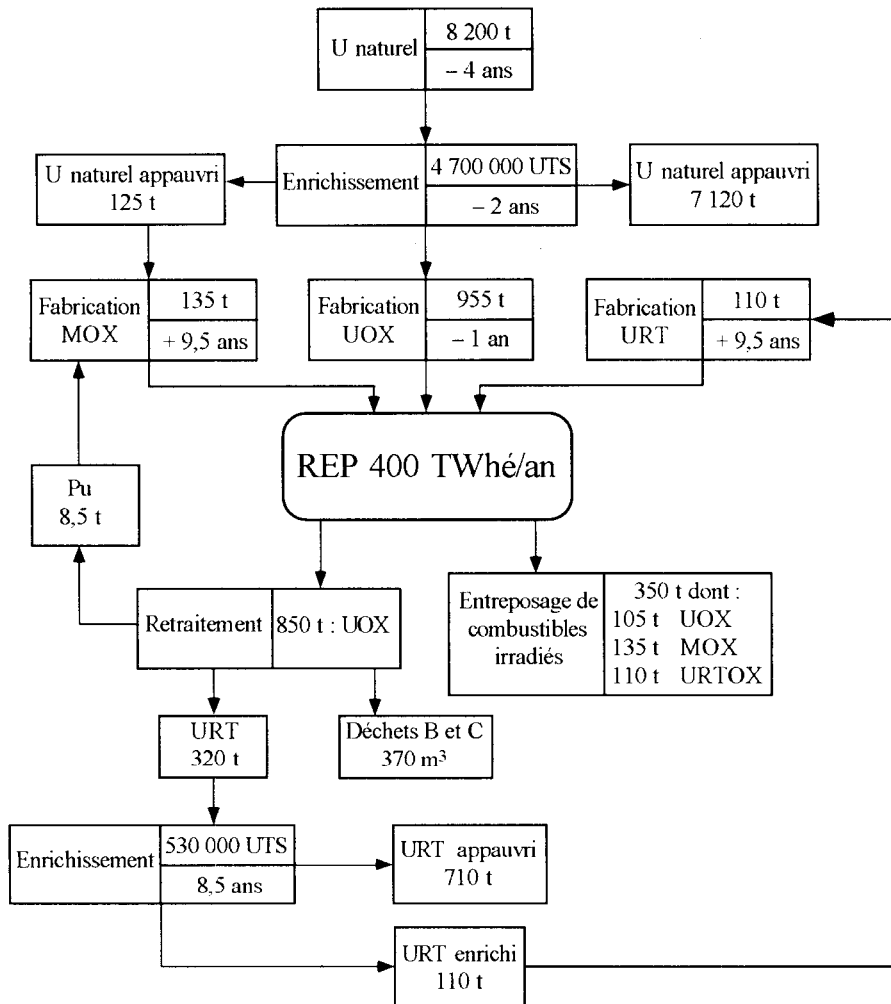 U naturel
8 200 t
– 4 ans
U naturel appauvri
125 t
Enrichissement
4 700 000 UTS
– 2 ans
U naturel appauvri
7 120 t
Fabrication
MOX
135 t
+ 9,5 ans
Fabrication
UOX
955 t
– 1 an
Fabrication
URT
110 t
+ 9,5 ans
REP 400 TWhé/an
Pu
8,5 t
Retraitement
850 t : UOX
Entreposage de
combustibles
irradiés
350 t dont :
105 t UOX
135 t MOX
110 t URTOX
URT
320 t
Déchets B et C
370 m³
Enrichissement
530 000 UTS
8,5 ans
URT appauvri
710 t
URT enrichi
110 t